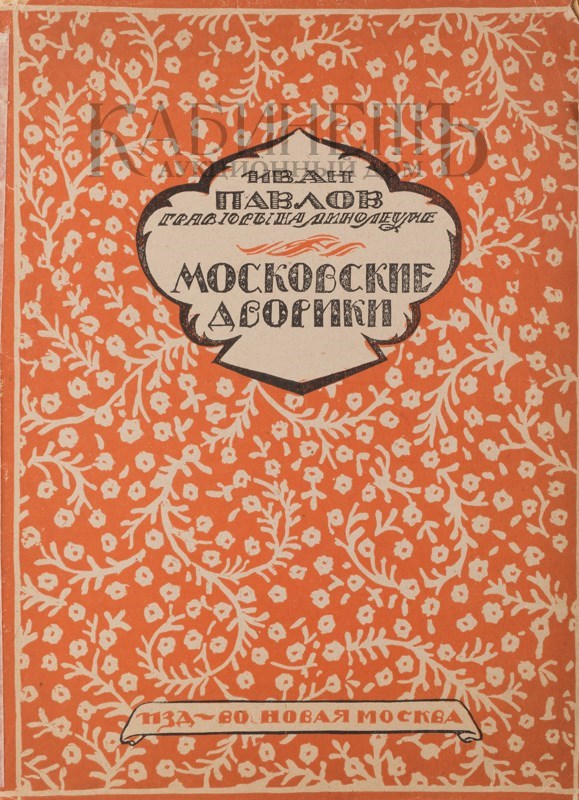 КАБИНЕТЪ
АУКЦИОННЫЙ ДОМ
ИВАН
ПАВЛОВ
ГРАВЮРЫ НА ЛИНОЛЕУМЕ
МОСКОВСКИЕ
ДВОРИКИ
ИЗД-ВО НОВАЯ МОСКВА